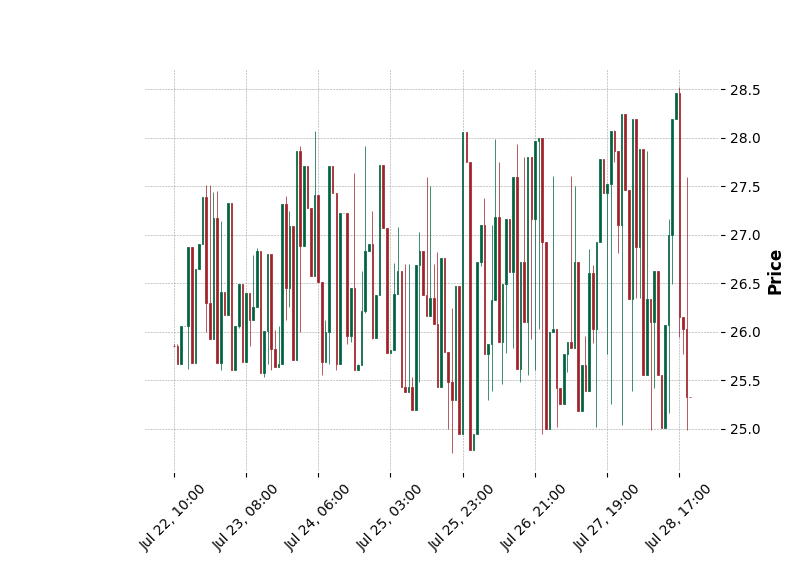 28.5
28.0
27.5
27.0
26.5
26.0
25.5
25.0
Price
Jul 22, 10:00
Jul 23, 08:00
Jul 24, 06:00
Jul 25, 03:00
Jul 25, 23:00
Jul 26, 21:00
Jul 27, 19:00
Jul 28, 17:00